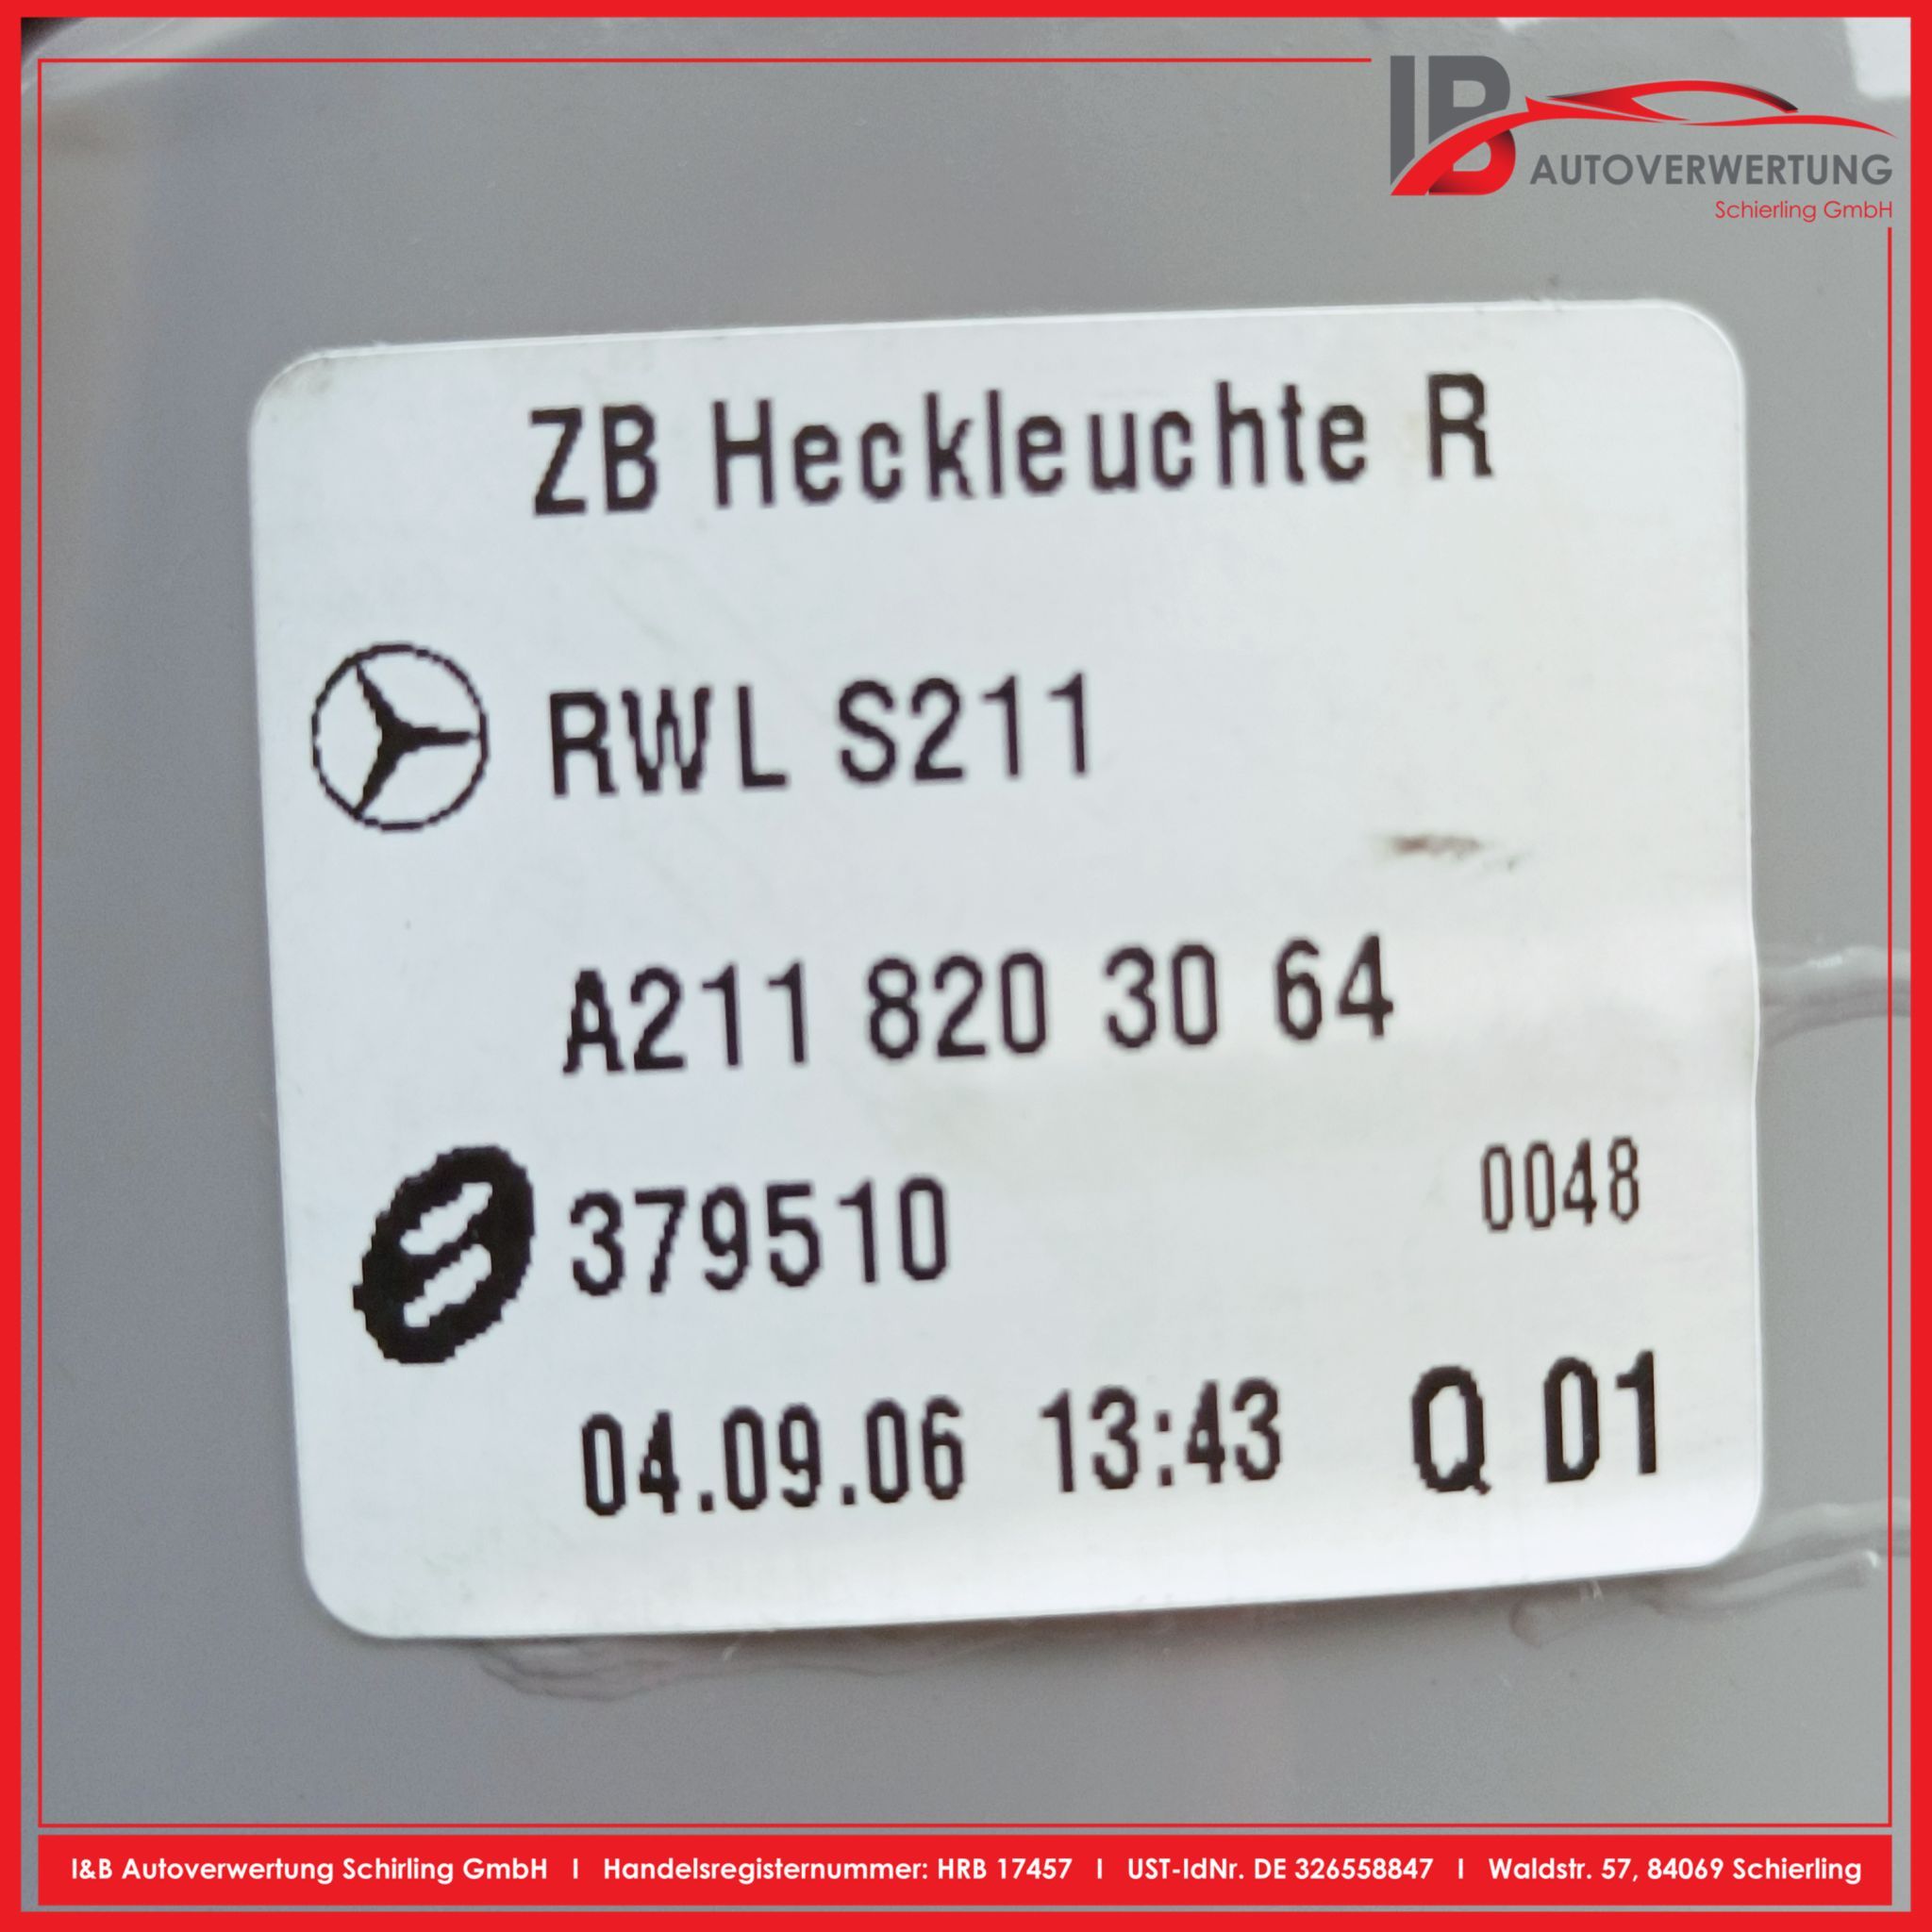 IB AUTOVERWERTUNG
Schierling GmbH
ZB Heckleuchte R
RWL S211
A211 820 30 64
379510 0048
04.09.06 13:43 Q 01
I&B Autoverwertung Schirling GmbH I Handelsregisternummer: HRB 17457 I UST-IdNr. DE 326558847 I Waldstr. 57, 84069 Schierling